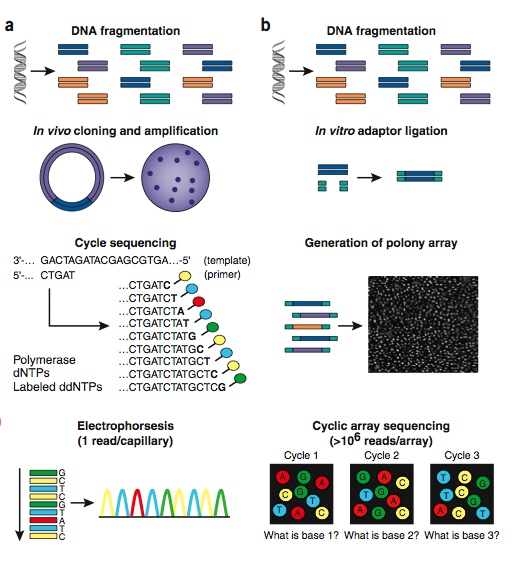 a
DNA fragmentation
In vivo cloning and amplification
Cycle sequencing
3'-... GACTAGATACGAGCGTGA...-5' (template)
5'-... CTGAT (primer)
...CTGATC
...CTGATCT
...CTGATCTA
...CTGATCTAT
...CTGATCTATG
...CTGATCTATGC
...CTGATCTATGCT
...CTGATCTATGCTC
...CTGATCTATGCTCG
Polymerase
dNTPs
Labeled ddNTPs
Electrophorsesis
(1 read/capillary)
G
C
T
C
G
T
A
T
C
b
DNA fragmentation
In vitro adaptor ligation
Generation of polony array
Cyclic array sequencing
(>10⁶ reads/array)
Cycle 1 Cycle 2 Cycle 3
A G A C G T T A C
G A C T G A A G C
T C G T C G A C T
What is base 1? What is base 2? What is base 3?